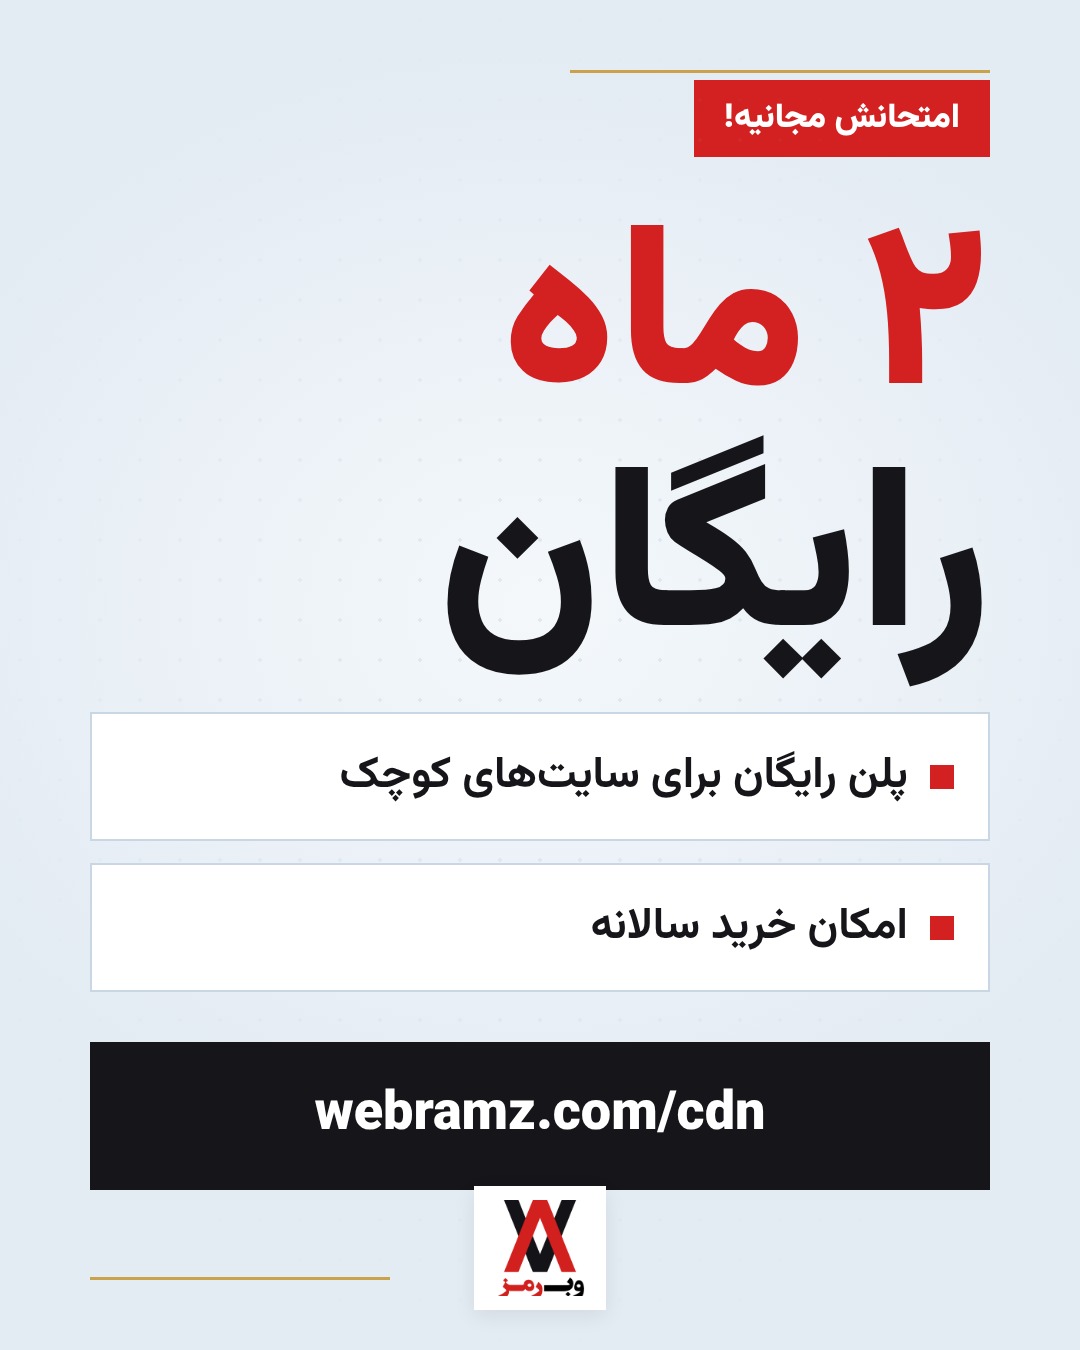 امتحانش مجانیه!
۲ ماه
رایگان
پلن رایگان برای سایت‌های کوچک
امکان خرید سالانه
webramz.com/cdn
وب‌رمز